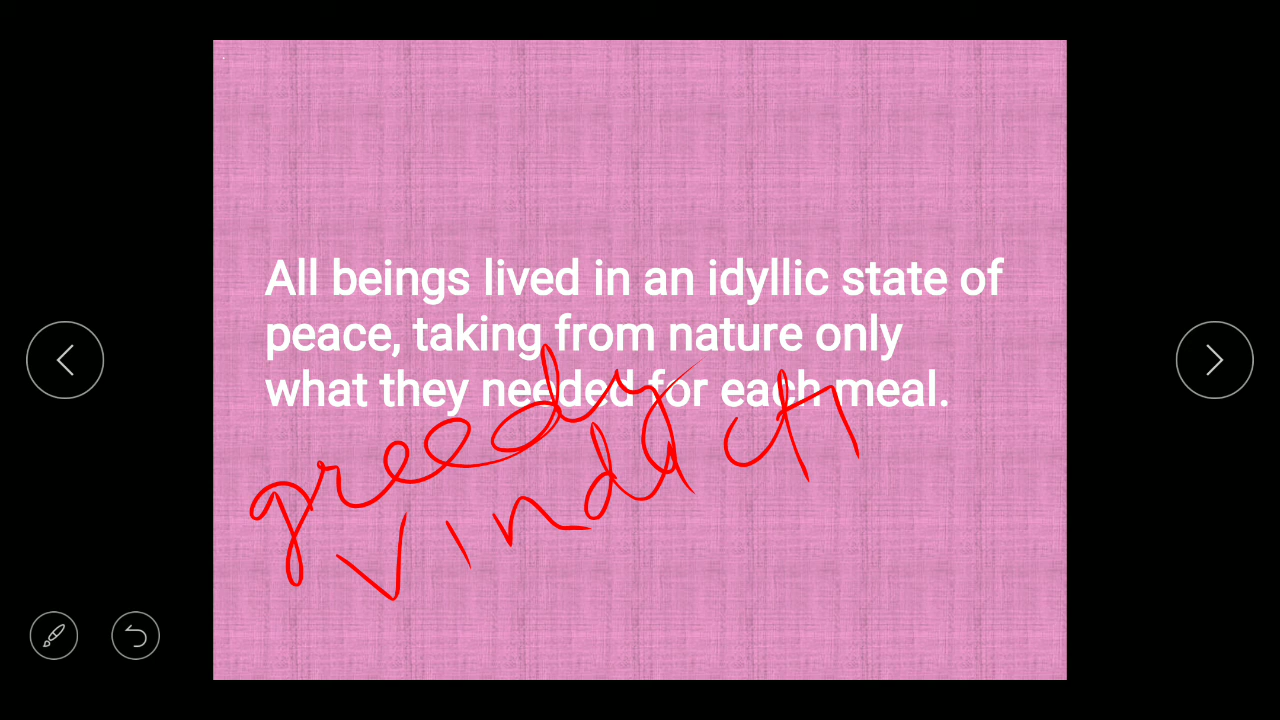 All beings lived in an idyllic state of
peace, taking from nature only
what they needed for each meal.
greedy